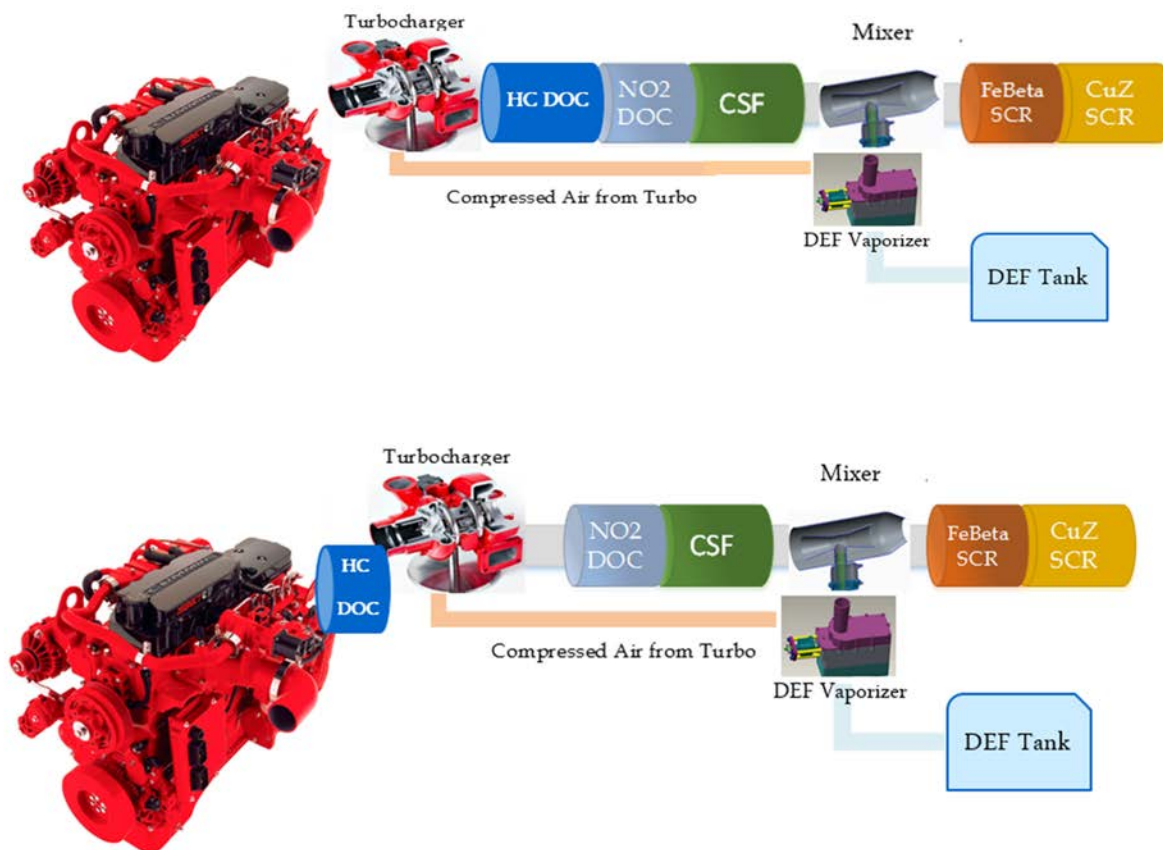 Turbocharger
Mixer
HC DOC
NO2
DOC
CSF
FeBeta
SCR
CuZ
SCR
Compressed Air from Turbo
DEF Vaporizer
DEF Tank
Turbocharger
Mixer
HC
DOC
NO2
DOC
CSF
FeBeta
SCR
CuZ
SCR
Compressed Air from Turbo
DEF Vaporizer
DEF Tank